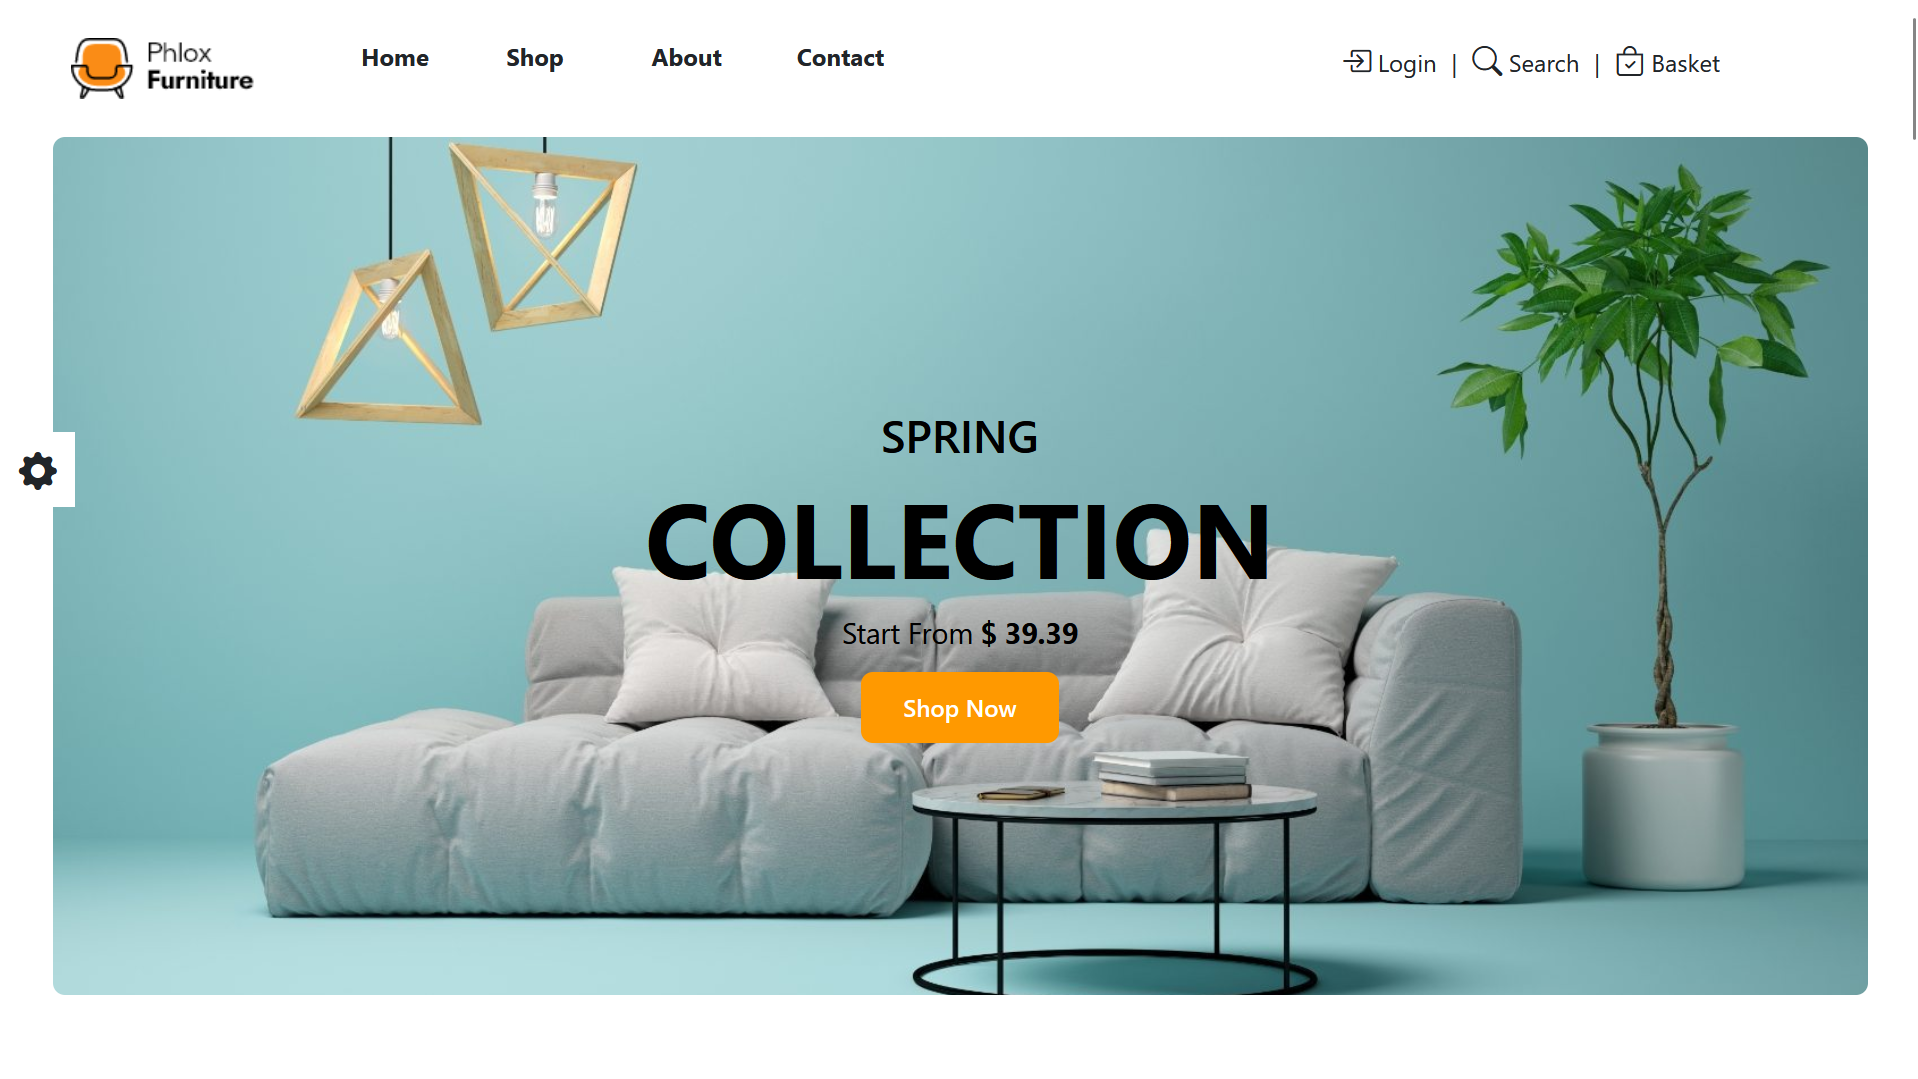 Phlox
Furniture
Home
Shop
About
Contact
Login | Search | Basket
SPRING
COLLECTION
Start From $ 39.39
Shop Now